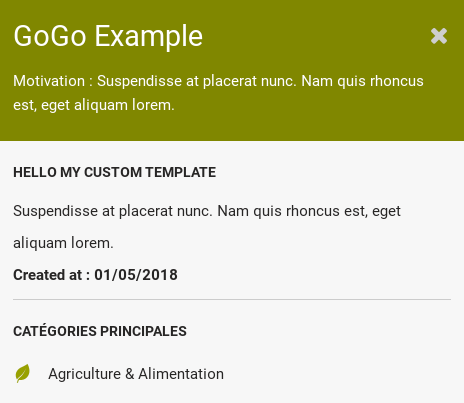 GoGo Example
Motivation : Suspendisse at placerat nunc. Nam quis rhoncus
est, eget aliquam lorem.
HELLO MY CUSTOM TEMPLATE
Suspendisse at placerat nunc. Nam quis rhoncus est, eget
aliquam lorem.
Created at : 01/05/2018
CATÉGORIES PRINCIPALES
Agriculture & Alimentation